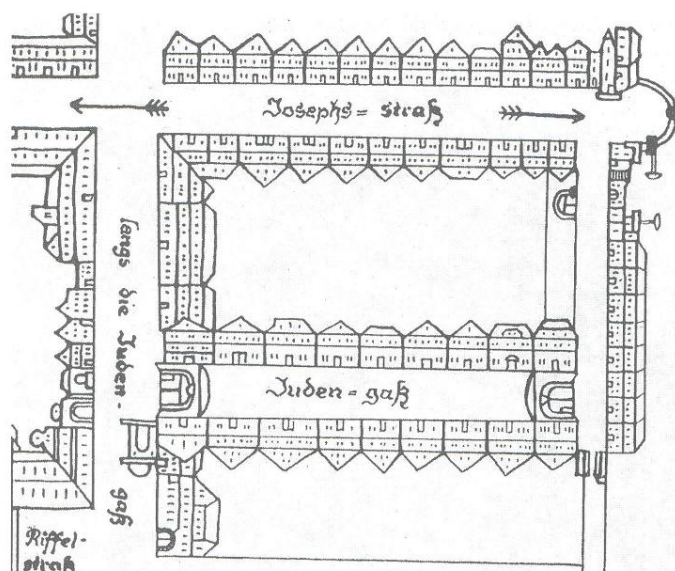 Josephs = straß
langs die Juden-
gaß
Juden = gaß
Riffel-
straß